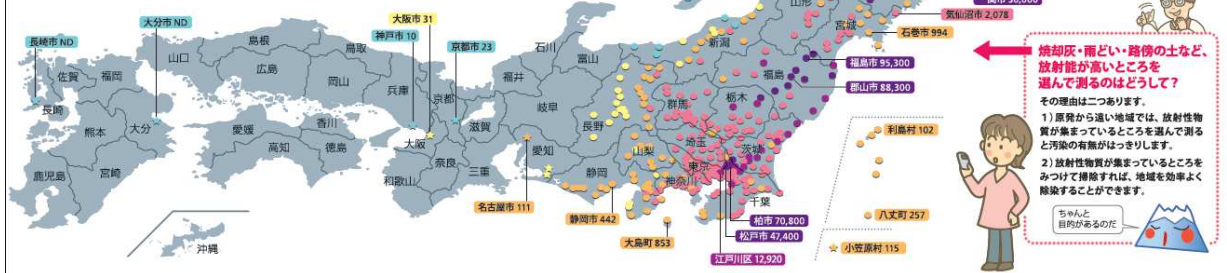 気仙沼市 2,078
石巻市 994
福島市 95,300
郡山市 88,300
大分市 ND
長崎市 ND
大阪市 31
神戸市 10
京都市 23
山形
宮城
新潟
福島
栃木
群馬
茨城
埼玉
東京
千葉
神奈川
山梨
長野
静岡
愛知
岐阜
富山
石川
福井
滋賀
京都
三重
奈良
大阪
和歌山
兵庫
鳥取
岡山
島根
広島
山口
香川
徳島
愛媛
高知
福岡
佐賀
長崎
熊本
大分
宮崎
鹿児島
沖縄
名古屋市 111
静岡市 442
大島町 853
江戸川区 12,920
松戸市 47,400
柏市 70,800
利島村 102
八丈町 257
小笠原村 115
焼却灰・雨どい・路傍の土など、
放射能が高いところを
選んで測るのはどうして?
その理由は二つあります。
1)原発から遠い地域では、放射性物
質が集まっているところを選んで測る
と汚染の有無がはっきりします。
2)放射性物質が集まっているところを
みつけて掃除すれば、地域を効率よく
除染することができます。
ちゃんと
目的があるのだ